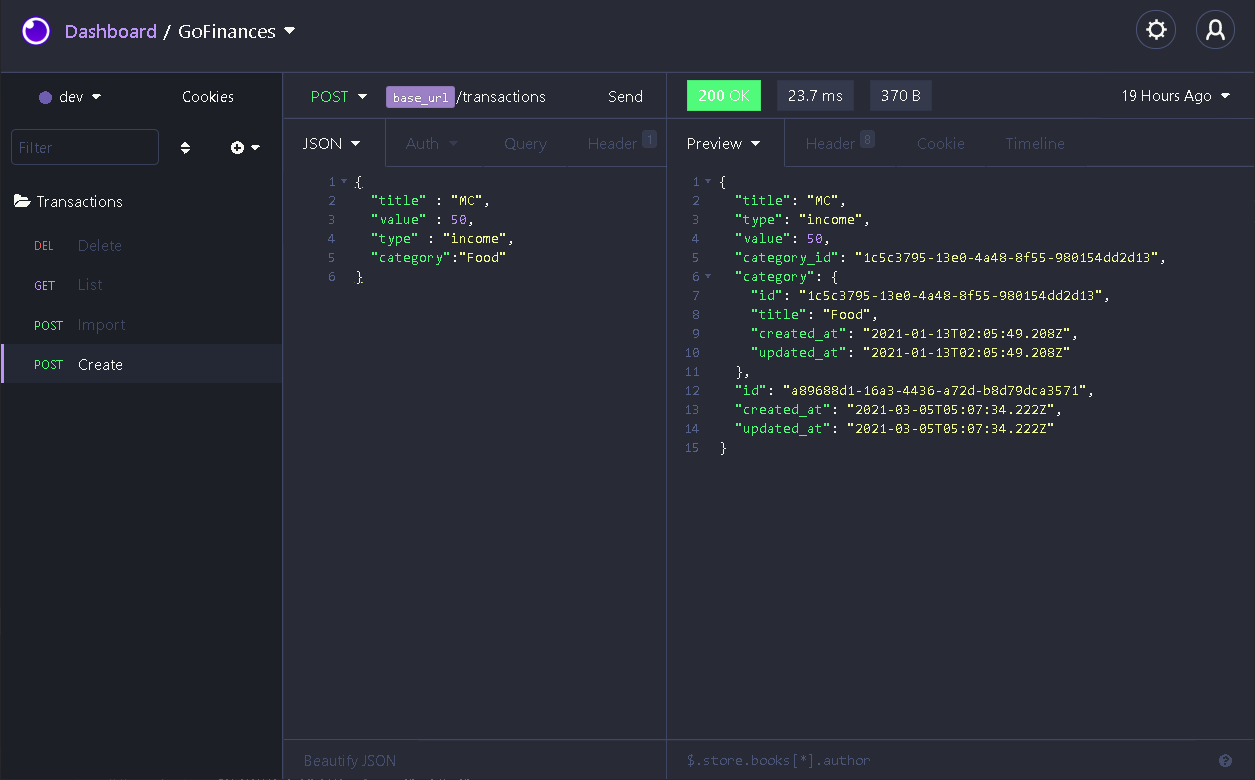 Dashboard / GoFinances
dev
Cookies
Filter
Transactions
DEL Delete
GET List
POST Import
POST Create
POST base_url/transactions Send
JSON Auth Query Header 1
1 {
2 "title" : "MC",
3 "value" : 50,
4 "type" : "income",
5 "category":"Food"
6 }
Beautify JSON
200 OK 23.7 ms 370 B 19 Hours Ago
Preview Header 8 Cookie Timeline
1 {
2 "title": "MC",
3 "type": "income",
4 "value": 50,
5 "category_id": "1c5c3795-13e0-4a48-8f55-980154dd2d13",
6 "category": {
7 "id": "1c5c3795-13e0-4a48-8f55-980154dd2d13",
8 "title": "Food",
9 "created_at": "2021-01-13T02:05:49.208Z",
10 "updated_at": "2021-01-13T02:05:49.208Z"
11 },
12 "id": "a89688d1-16a3-4436-a72d-b8d79dca3571",
13 "created_at": "2021-03-05T05:07:34.222Z",
14 "updated_at": "2021-03-05T05:07:34.222Z"
15 }
$.store.books[*].author